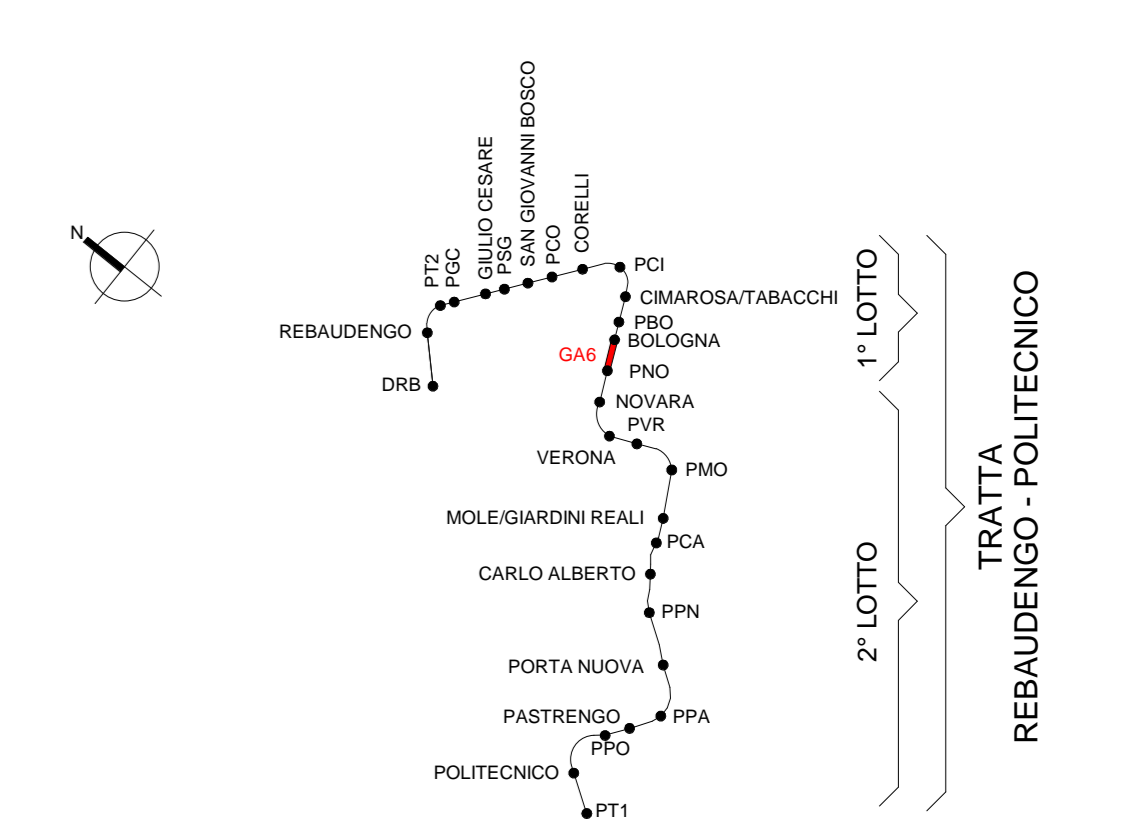 N
PT2
PGC
GIULIO CESARE
PSG
SAN GIOVANNI BOSCO
PCO
CORELLI
PCI
CIMAROSA/TABACCHI
PBO
BOLOGNA
GA6
PNO
REBAUDENGO
DRB
NOVARA
PVR
VERONA
PMO
MOLE/GIARDINI REALI
PCA
CARLO ALBERTO
PPN
PORTA NUOVA
PASTRENGO
PPA
PPO
POLITECNICO
PT1
1° LOTTO
2° LOTTO
TRATTA
REBAUDENGO - POLITECNICO